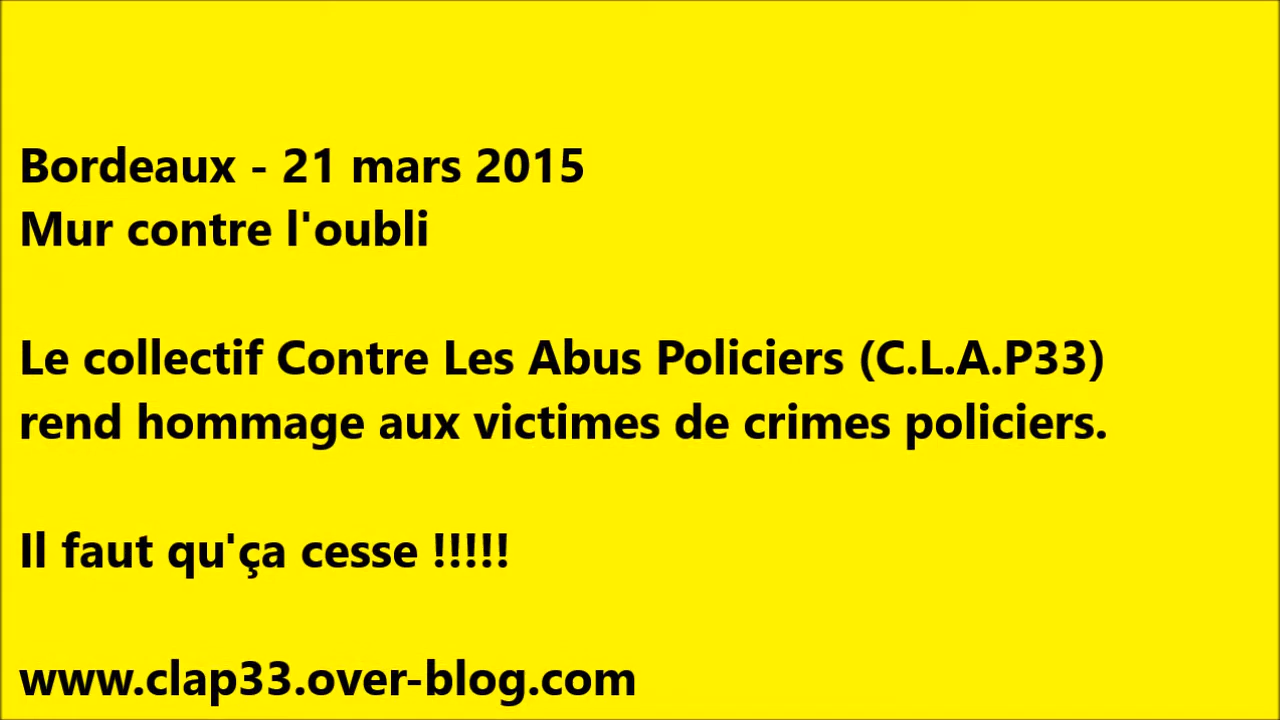 Bordeaux - 21 mars 2015
Mur contre l'oubli
Le collectif Contre Les Abus Policiers (C.L.A.P33)
rend hommage aux victimes de crimes policiers.
Il faut qu'ça cesse !!!!!
www.clap33.over-blog.com